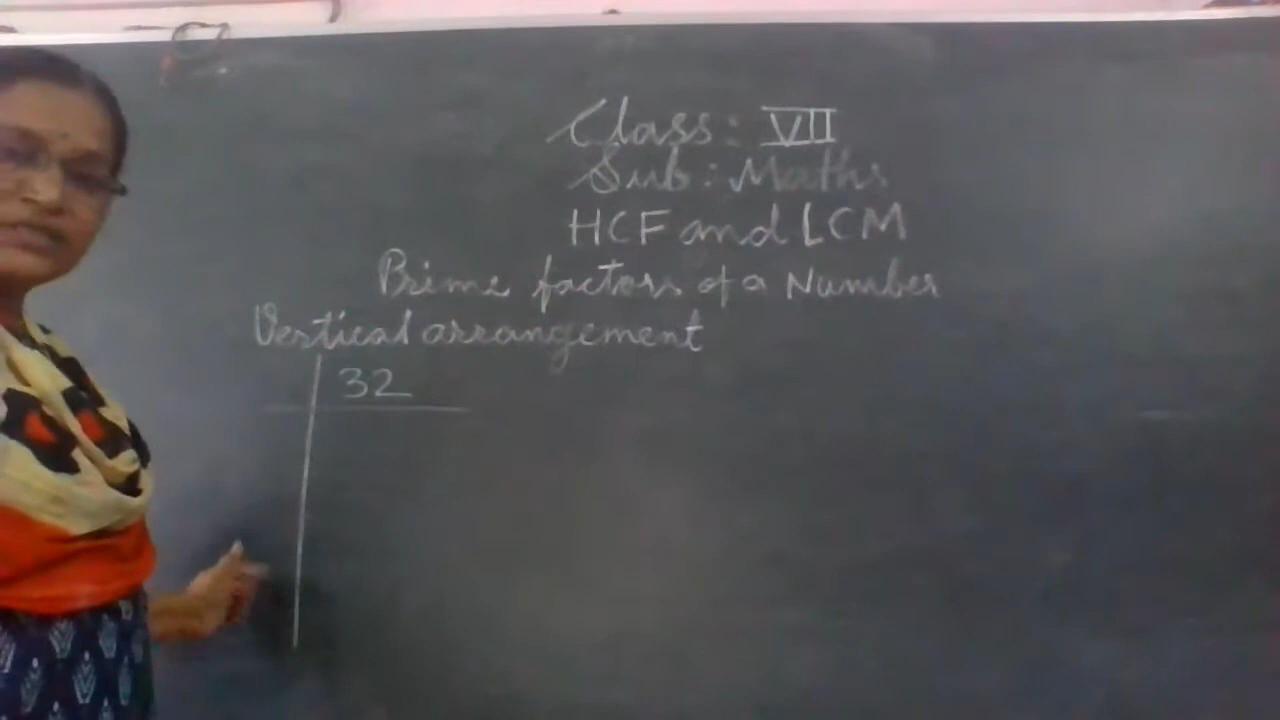 Class: VII
Sub: Maths
HCF and LCM
Prime factors of a Number
Vertical arrangement
32